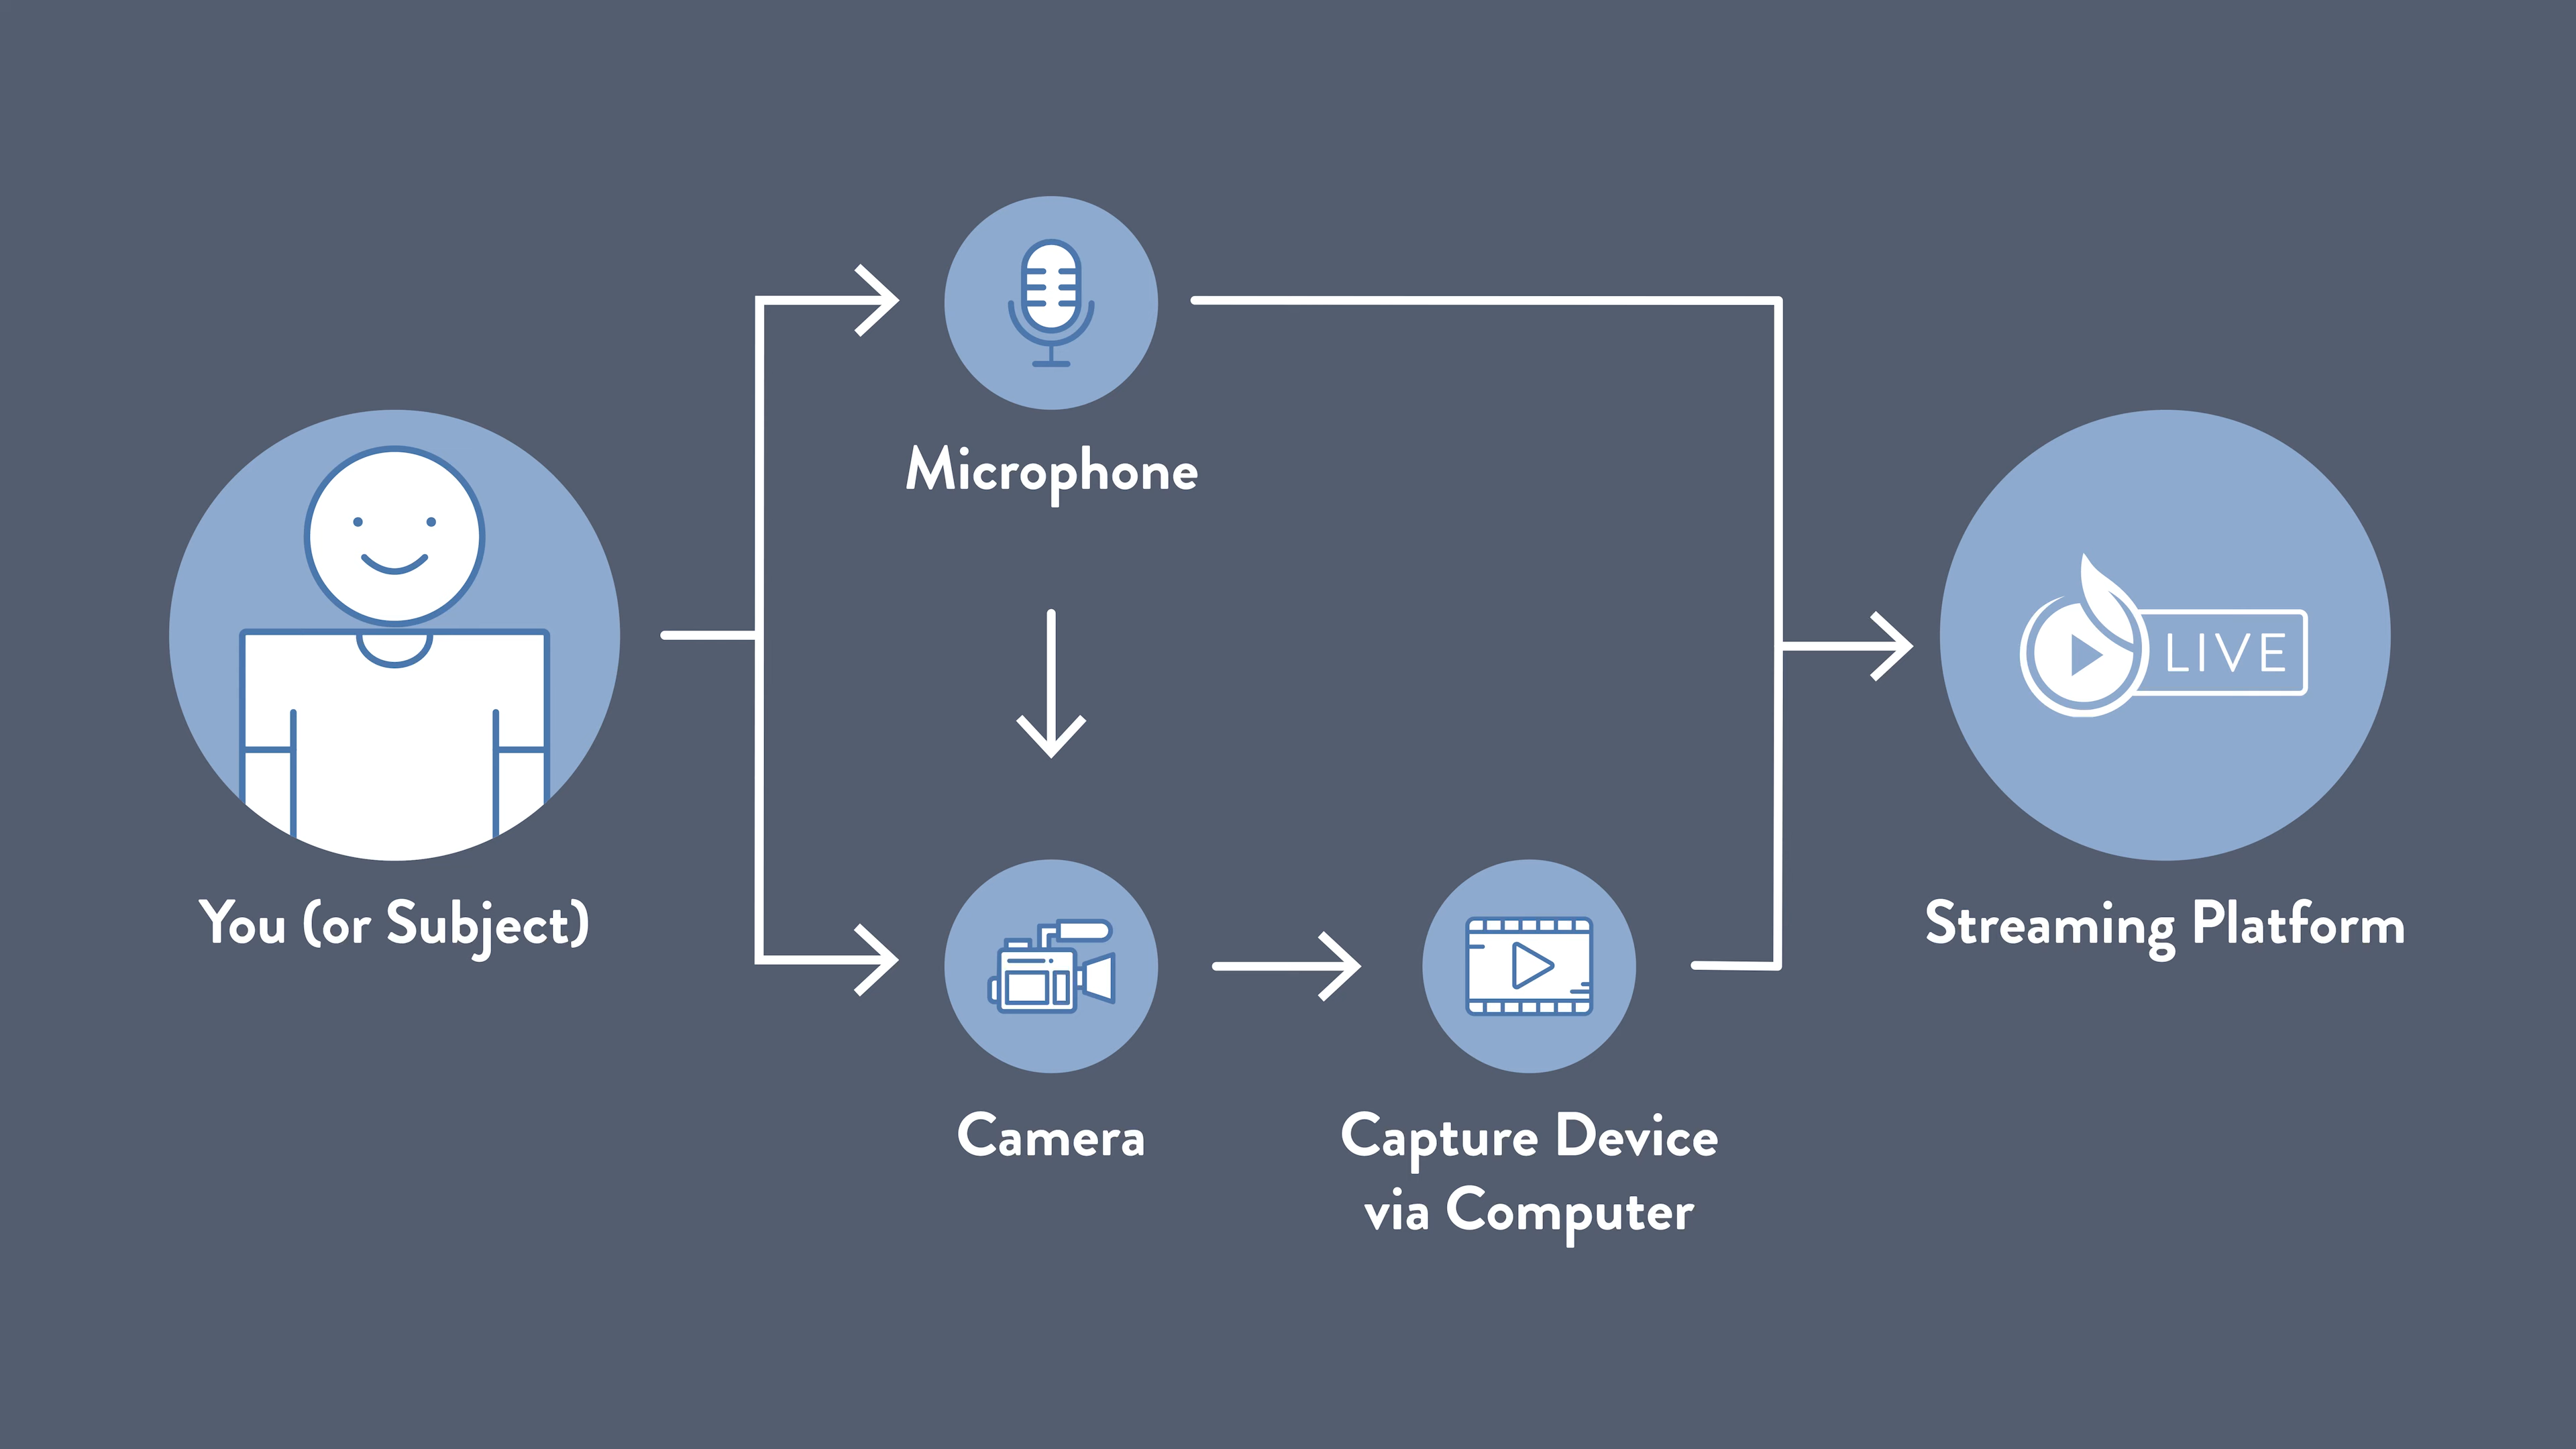 Microphone
You (or Subject)
Camera
Capture Device
via Computer
LIVE
Streaming Platform